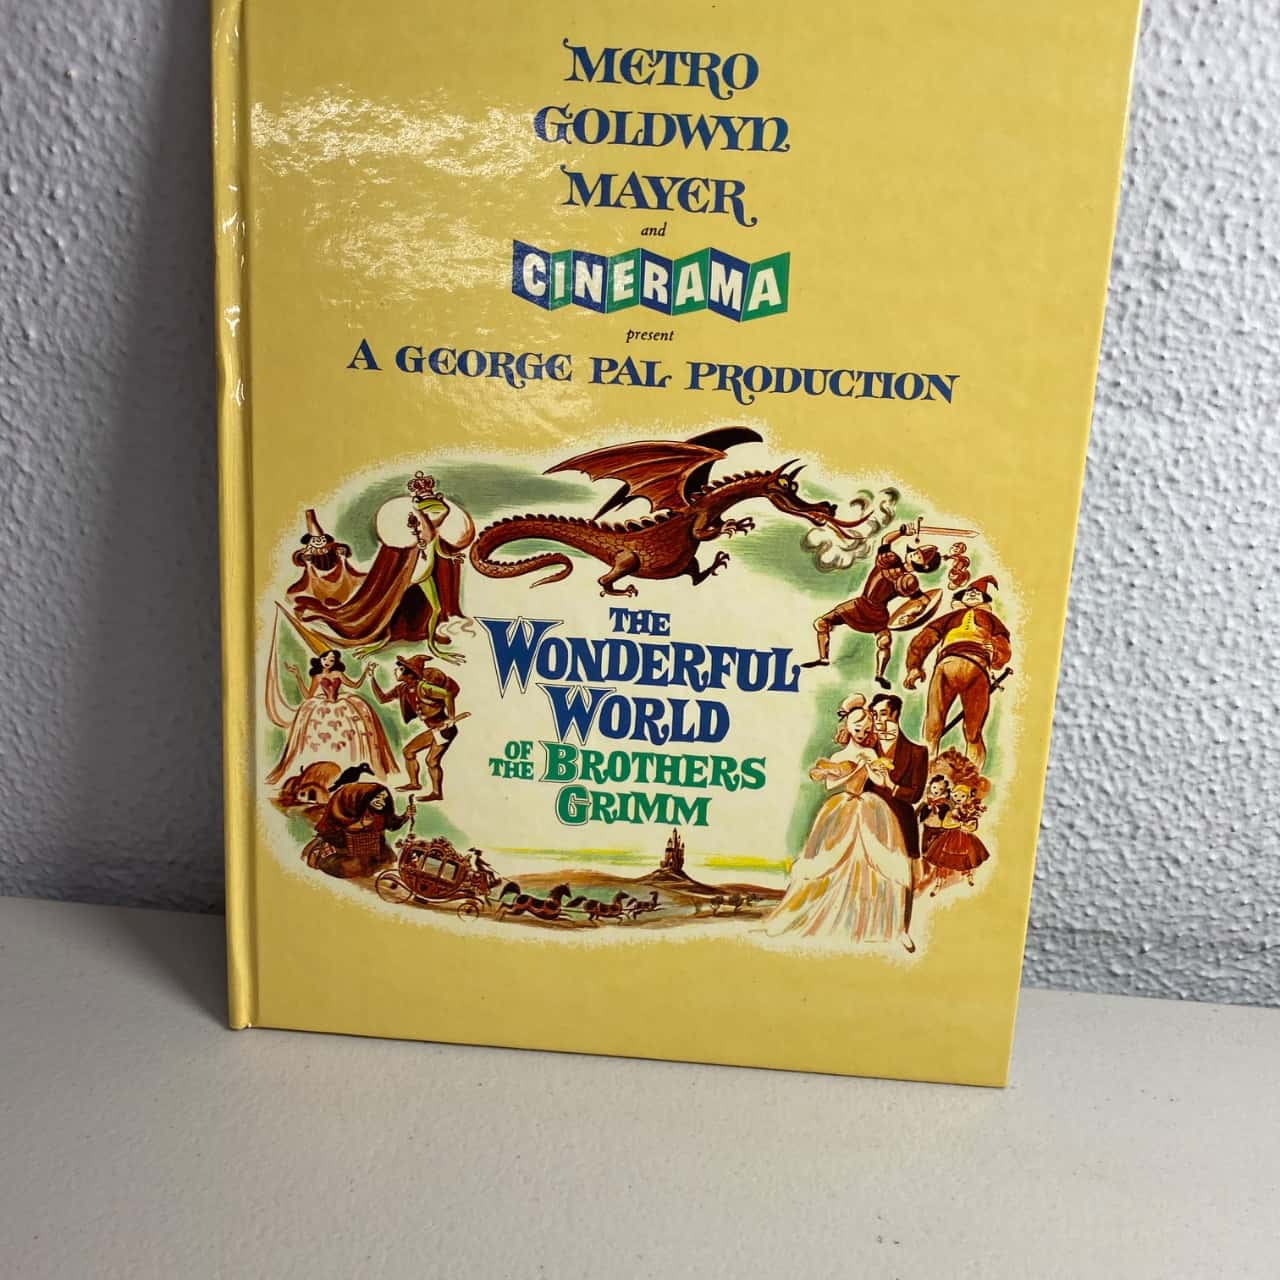 METRO
GOLDWYN
MAYER
and
CINERAMA
present
A GEORGE PAL PRODUCTION
THE
WONDERFUL
WORLD
OF THE BROTHERS
GRIMM